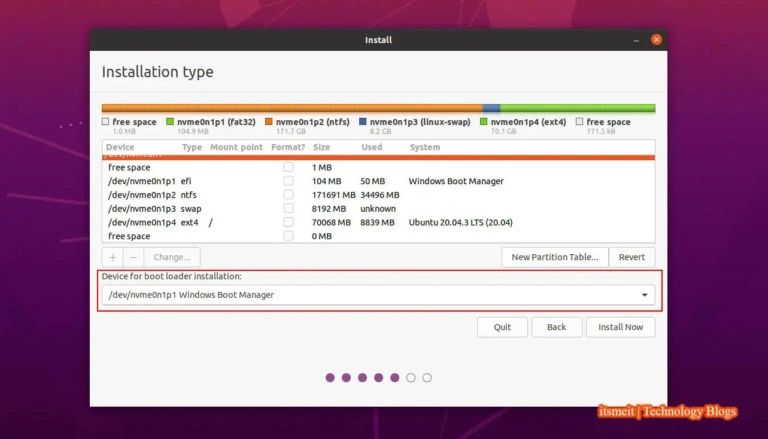 Install
Installation type
free space nvme0n1p1 (fat32) nvme0n1p2 (ntfs) nvme0n1p3 (linux-swap) nvme0n1p4 (ext4) free space
1.0 MB 104.9 MB 171.7 GB 8.2 GB 70.1 GB 171.5 kB
Device Type Mount point Format? Size Used System
free space 1 MB
/dev/nvme0n1p1 efi 104 MB 50 MB Windows Boot Manager
/dev/nvme0n1p2 ntfs 171691 MB 34496 MB
/dev/nvme0n1p3 swap 8192 MB unknown
/dev/nvme0n1p4 ext4 / 70068 MB 8839 MB Ubuntu 20.04.3 LTS (20.04)
free space 0 MB
+ − Change... New Partition Table... Revert
Device for boot loader installation:
/dev/nvme0n1p1 Windows Boot Manager
Quit Back Install Now
itsmeit | Technology Blogs